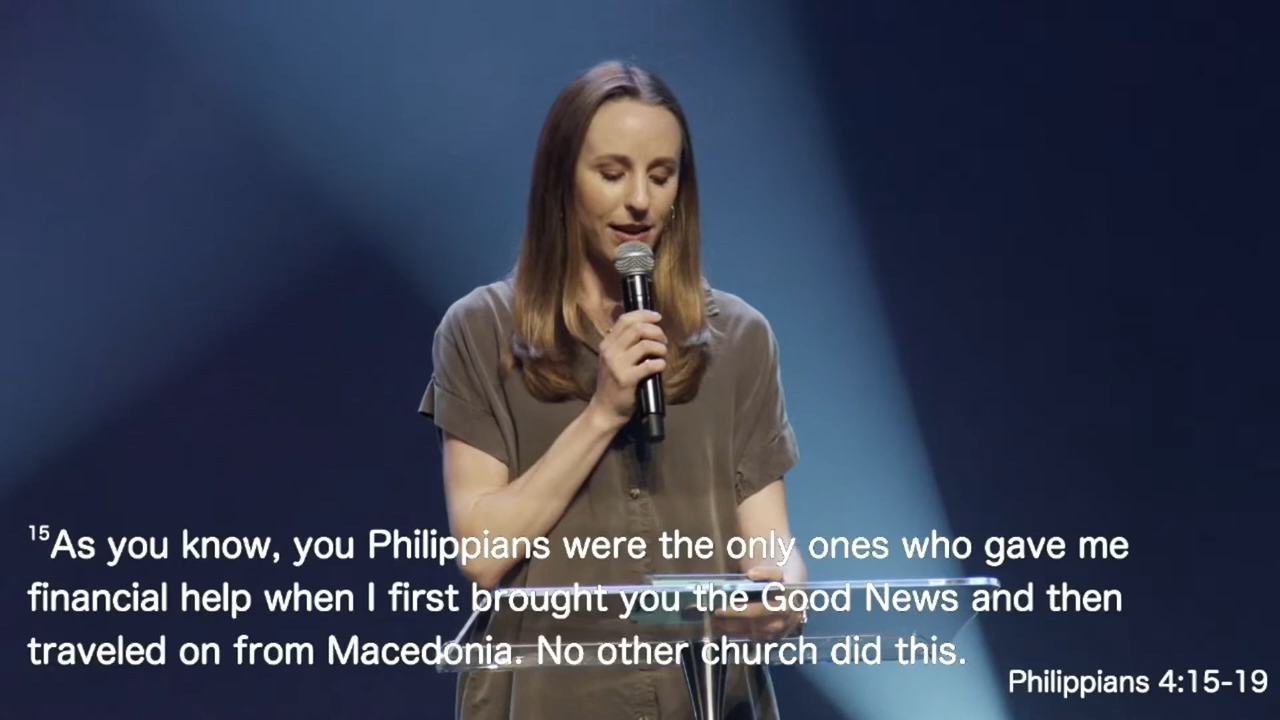 15As you know, you Philippians were the only ones who gave me
financial help when I first brought you the Good News and then
traveled on from Macedonia. No other church did this.
Philippians 4:15-19